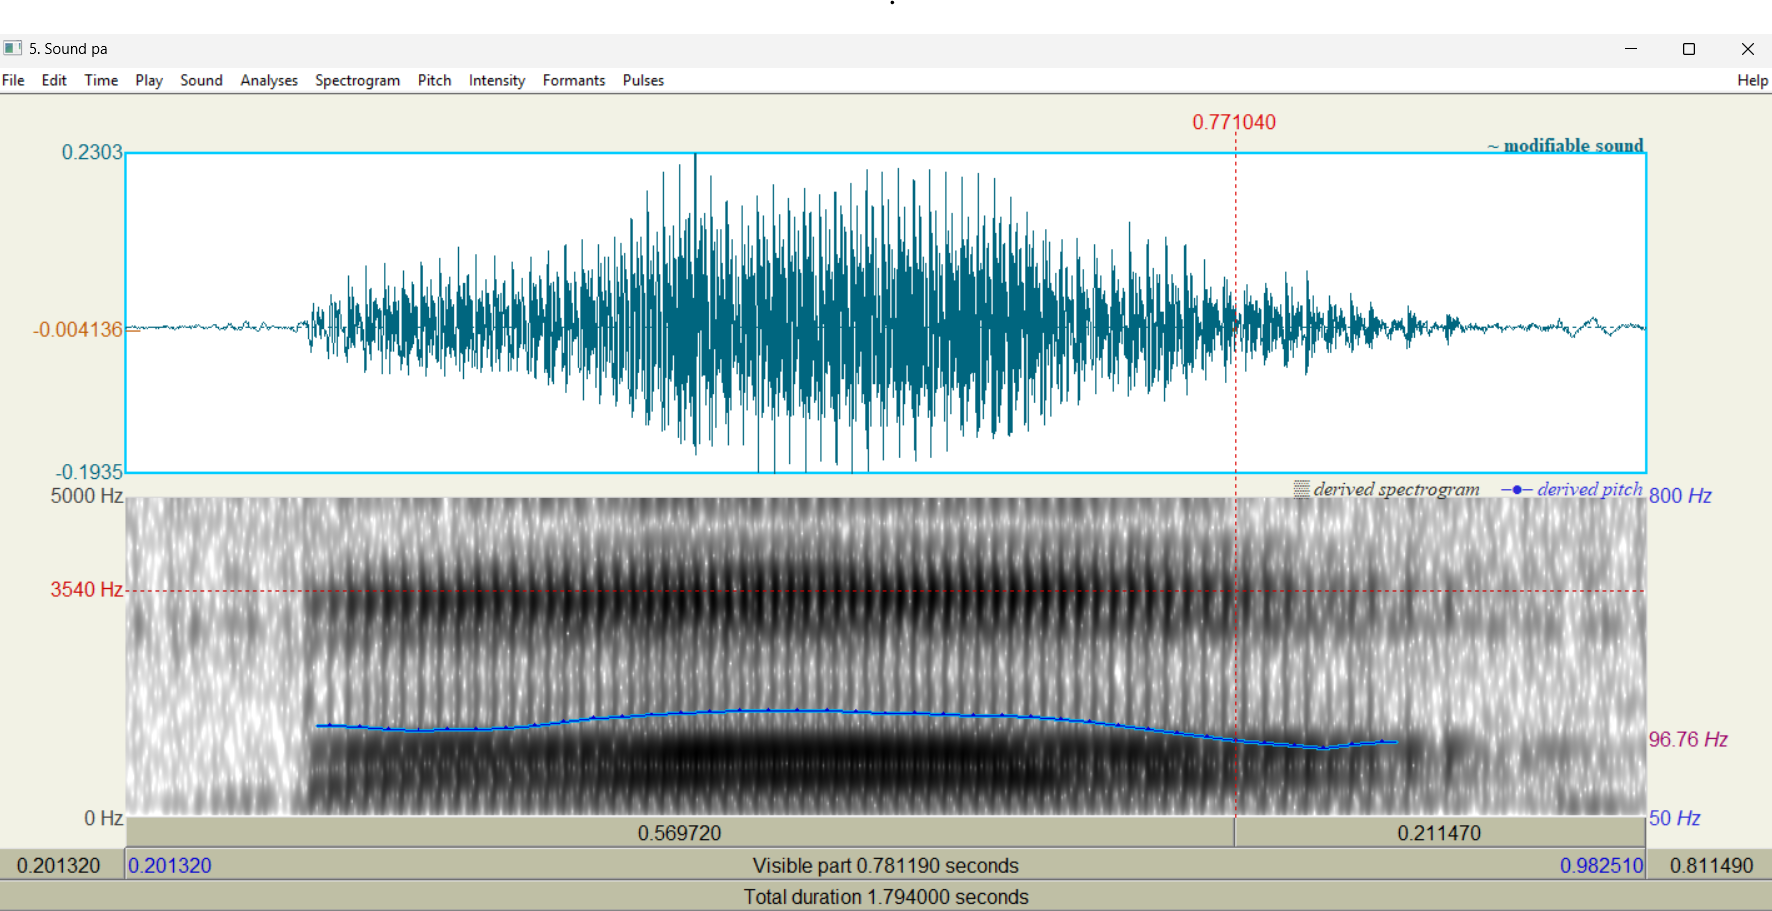 5. Sound pa
File Edit Time Play Sound Analyses Spectrogram Pitch Intensity Formants Pulses Help
0.771040
0.2303
~ modifiable sound
-0.004136
-0.1935
5000 Hz
derived spectrogram
derived pitch
800 Hz
3540 Hz
96.76 Hz
0 Hz
50 Hz
0.569720 0.211470
0.201320 0.201320 Visible part 0.781190 seconds 0.982510 0.811490
Total duration 1.794000 seconds